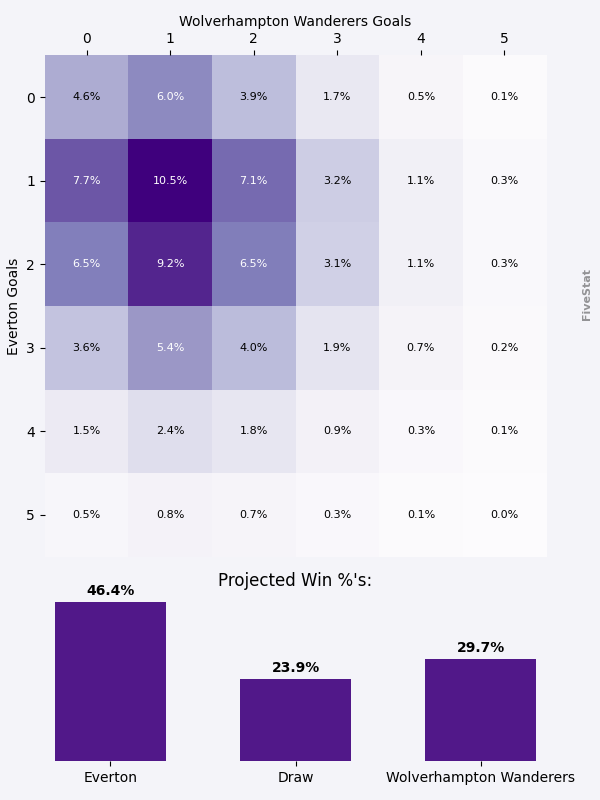 Wolverhampton Wanderers Goals
0 1 2 3 4 5
0 4.6% 6.0% 3.9% 1.7% 0.5% 0.1%
1 7.7% 10.5% 7.1% 3.2% 1.1% 0.3%
2 6.5% 9.2% 6.5% 3.1% 1.1% 0.3%
3 3.6% 5.4% 4.0% 1.9% 0.7% 0.2%
4 1.5% 2.4% 1.8% 0.9% 0.3% 0.1%
5 0.5% 0.8% 0.7% 0.3% 0.1% 0.0%
Everton Goals
FiveStat
Projected Win %'s:
46.4% 23.9% 29.7%
Everton Draw Wolverhampton Wanderers